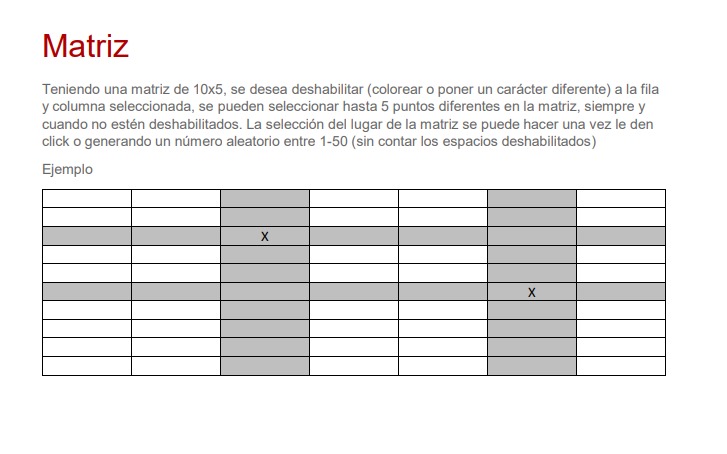 Matriz
Teniendo una matriz de 10x5, se desea deshabilitar (colorear o poner un carácter diferente) a la fila
y columna seleccionada, se pueden seleccionar hasta 5 puntos diferentes en la matriz, siempre y
cuando no estén deshabilitados. La selección del lugar de la matriz se puede hacer una vez le den
click o generando un número aleatorio entre 1-50 (sin contar los espacios deshabilitados)
Ejemplo
X
X